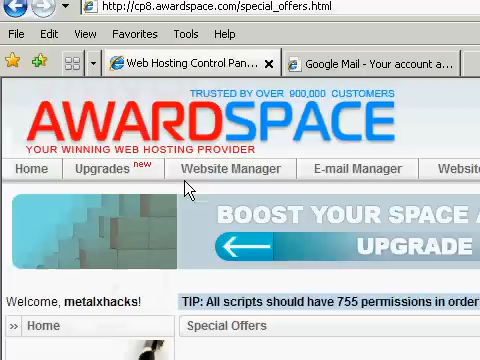 http://cp8.awardspace.com/special_offers.html
File Edit View Favorites Tools
Web Hosting Control Pan... Google Mail - Your account a...
TRUSTED BY OVER 900,000 CUSTOMERS
AWARDSPACE
YOUR WINNING WEB HOSTING PROVIDER
Home Upgrades new Website Manager E-mail Manager Websit
BOOST YOUR SPACE A
UPGRADE
Welcome, metalxhacks! TIP: All scripts should have 755 permissions in order
>> Home Special Offers